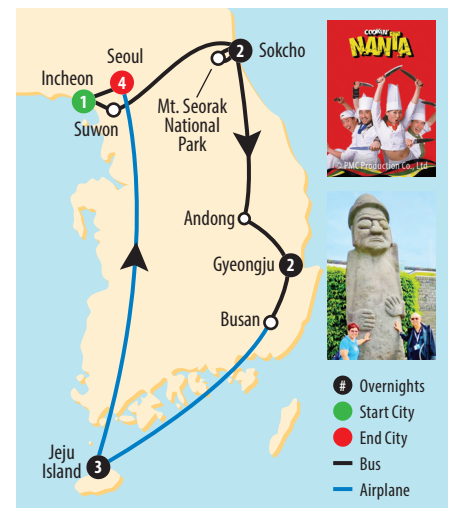 Seoul
4
Incheon
1
Suwon
2
Sokcho
Mt. Seorak
National
Park
Andong
Gyeongju
2
Busan
Jeju
Island
3
COOKIN'
NANTA
© PMC Production Co., Ltd
# Overnights
Start City
End City
Bus
Airplane